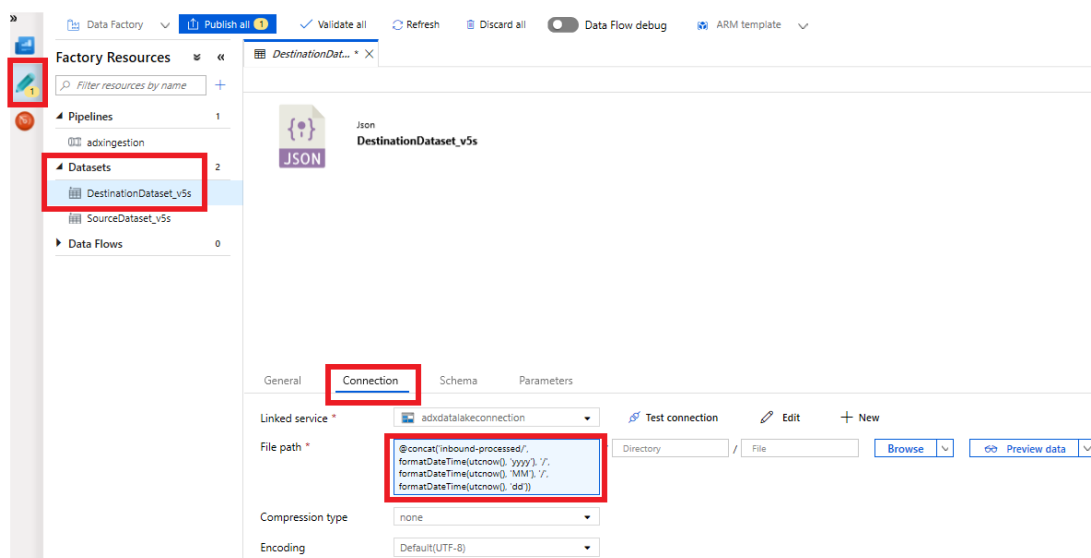 »
Data Factory
Publish all 1
Validate all
Refresh
Discard all
Data Flow debug
ARM template
Factory Resources
«
DestinationDat... * X
1
Filter resources by name
+
Pipelines 1
adxingestion
Datasets 2
DestinationDataset_v5s
SourceDataset_v5s
Data Flows 0
{ } JSON
Json
DestinationDataset_v5s
General Connection Schema Parameters
Linked service * adxdatalakeconnection Test connection Edit + New
File path *
@concat('inbound-processed/',
formatDateTime(utcnow(), 'yyyy'), '/',
formatDateTime(utcnow(), 'MM'), '/',
formatDateTime(utcnow(), 'dd'))
Directory / File Browse Preview data
Compression type none
Encoding Default(UTF-8)